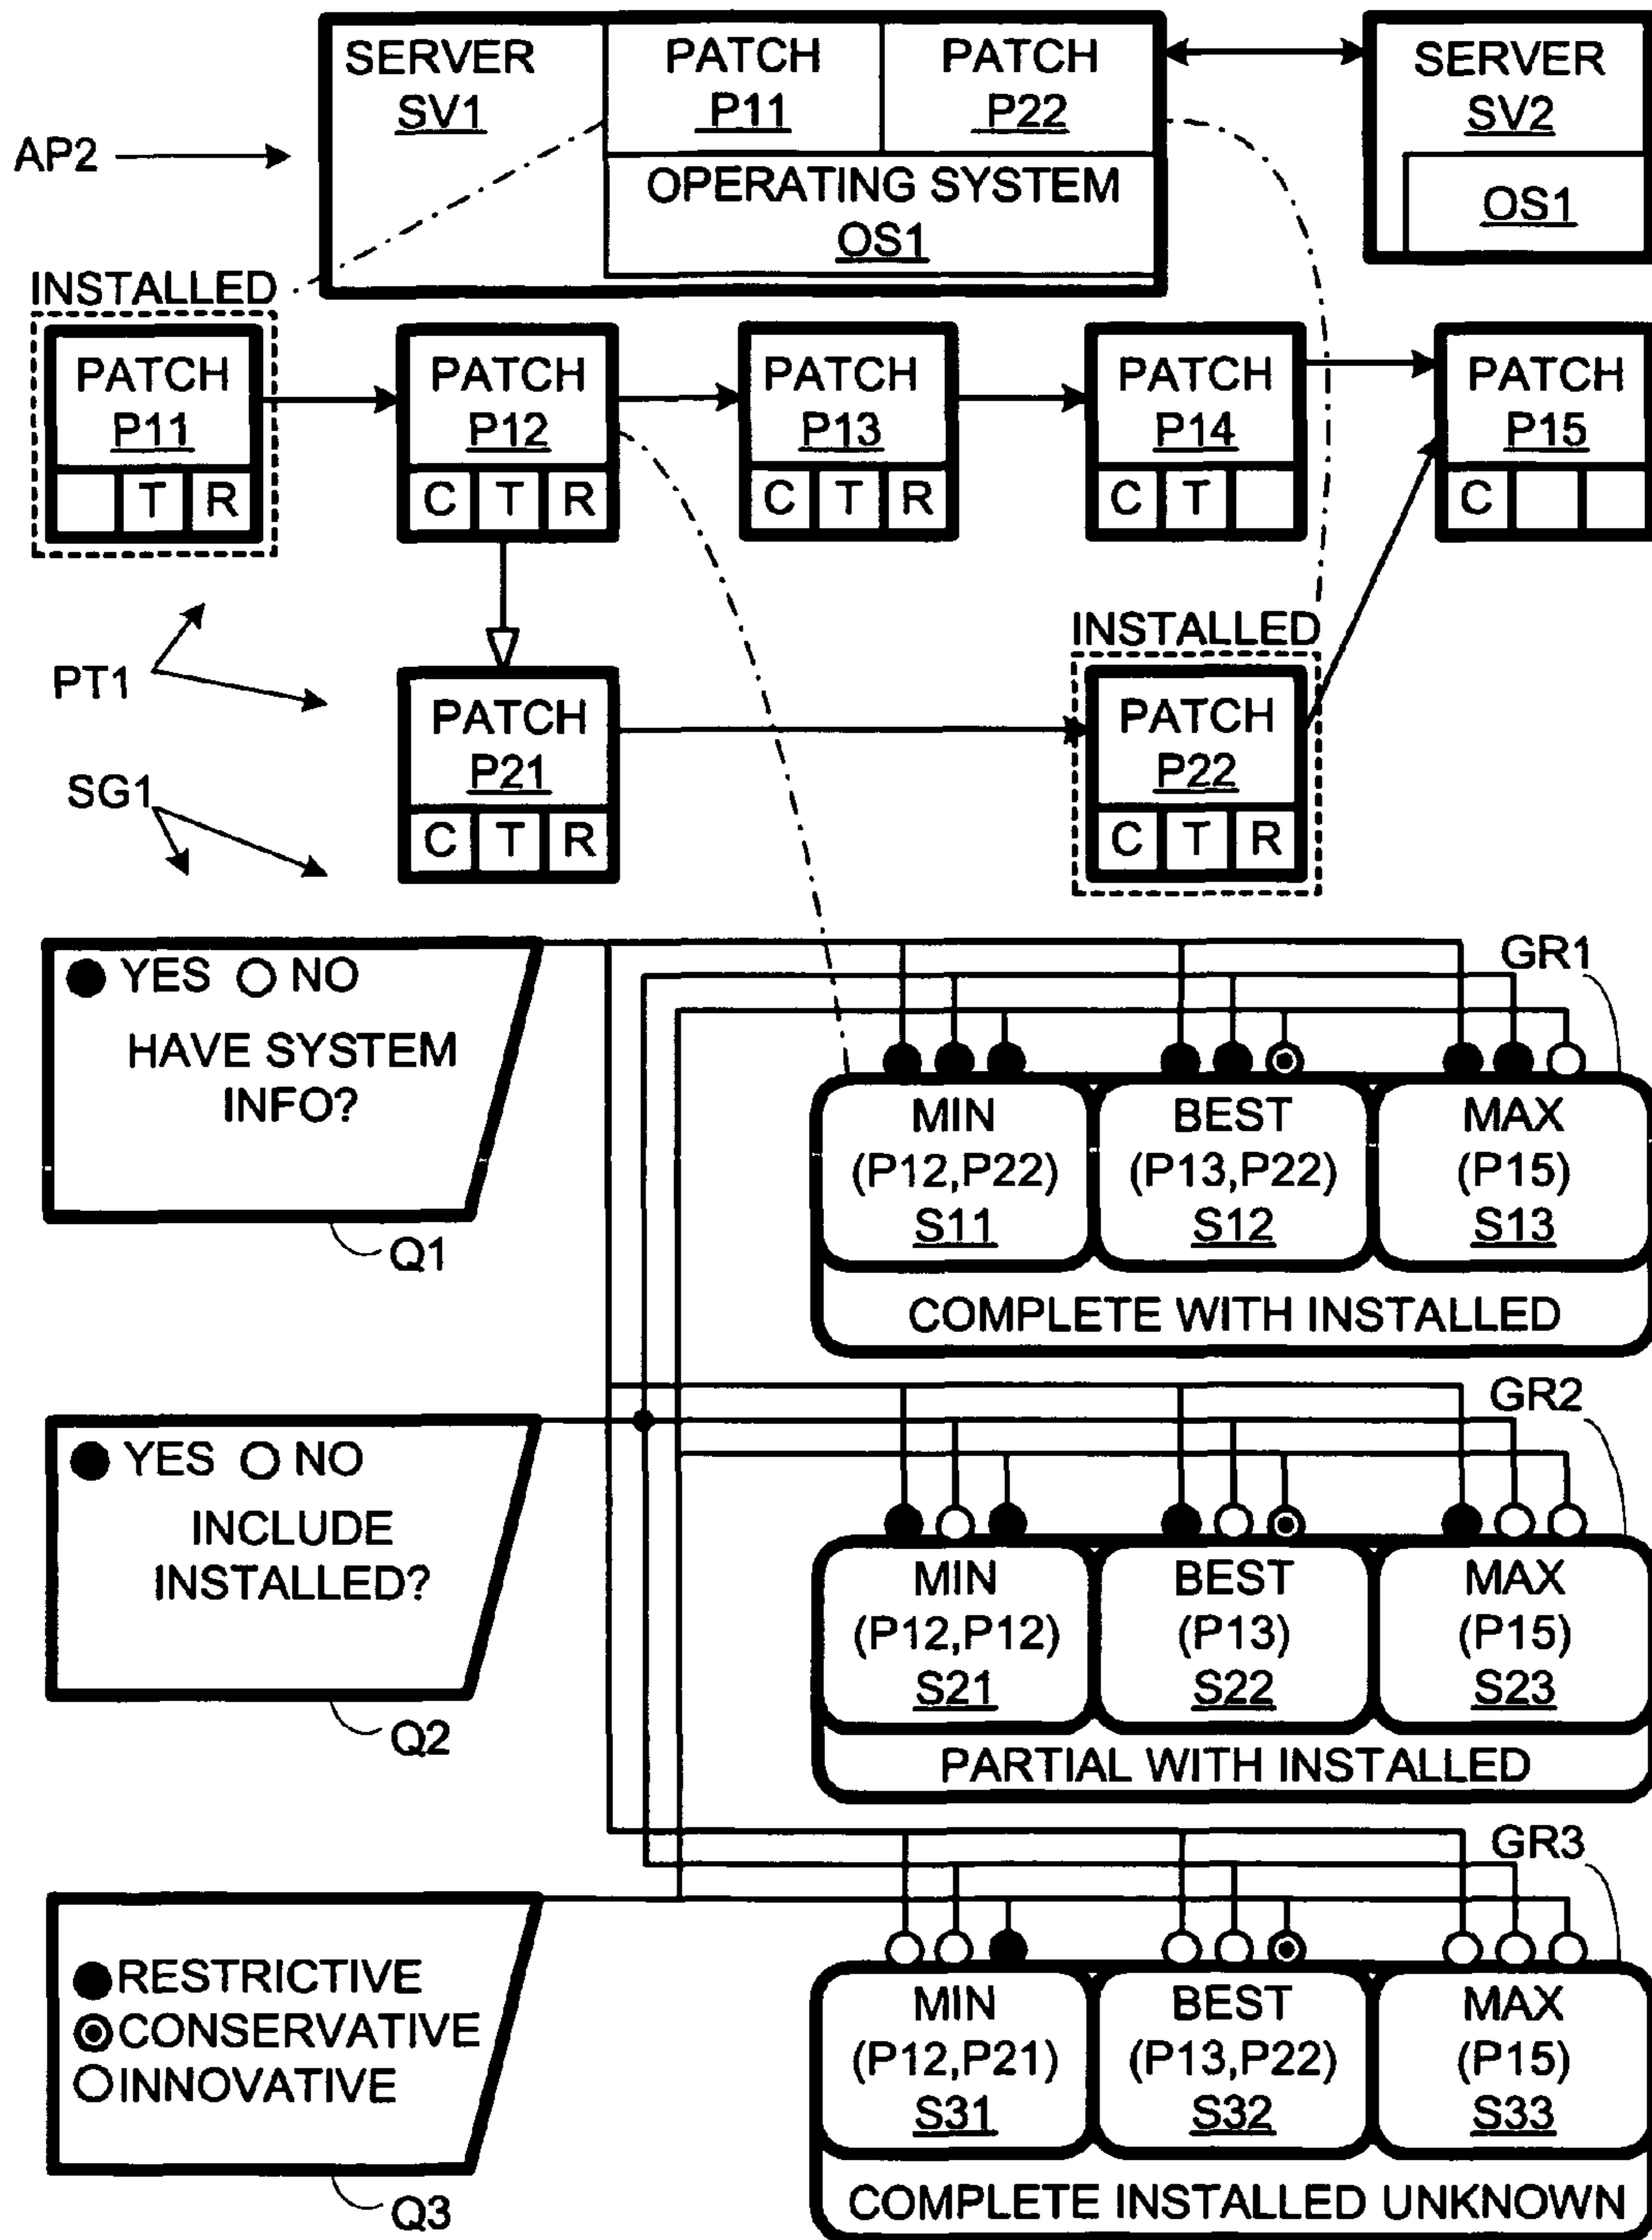 SERVER
SV1
PATCH
P11
PATCH
P22
OPERATING SYSTEM
OS1
SERVER
SV2
OS1
AP2
INSTALLED
PATCH
P11
T R
PATCH
P12
C T R
PATCH
P13
C T R
PATCH
P14
C T
PATCH
P15
C
PT1
SG1
PATCH
P21
C T R
INSTALLED
PATCH
P22
C T R
YES NO
HAVE SYSTEM
INFO?
Q1
GR1
MIN
(P12,P22)
S11
BEST
(P13,P22)
S12
MAX
(P15)
S13
COMPLETE WITH INSTALLED
YES NO
INCLUDE
INSTALLED?
Q2
GR2
MIN
(P12,P12)
S21
BEST
(P13)
S22
MAX
(P15)
S23
PARTIAL WITH INSTALLED
RESTRICTIVE
CONSERVATIVE
INNOVATIVE
Q3
GR3
MIN
(P12,P21)
S31
BEST
(P13,P22)
S32
MAX
(P15)
S33
COMPLETE INSTALLED UNKNOWN